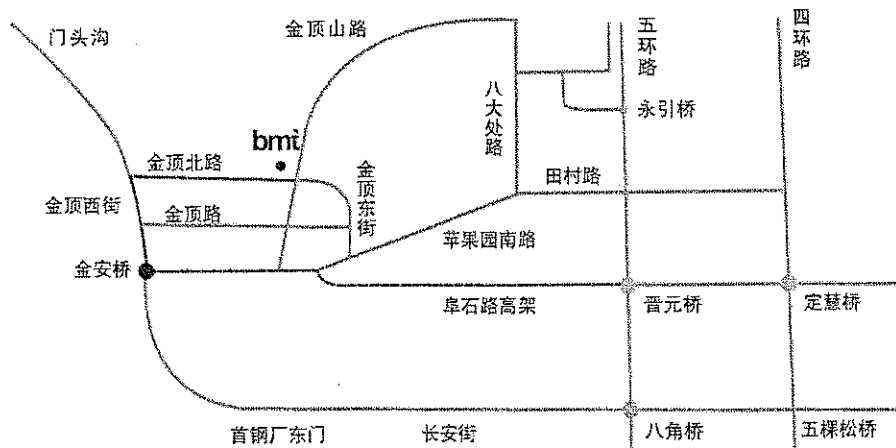 门头沟
金顶山路
五环路
四环路
八大处路
永引桥
bmt
金顶北路
金顶东街
田村路
金顶西街
金顶路
苹果园南路
金安桥
阜石路高架
晋元桥
定慧桥
首钢厂东门
长安街
八角桥
五棵松桥